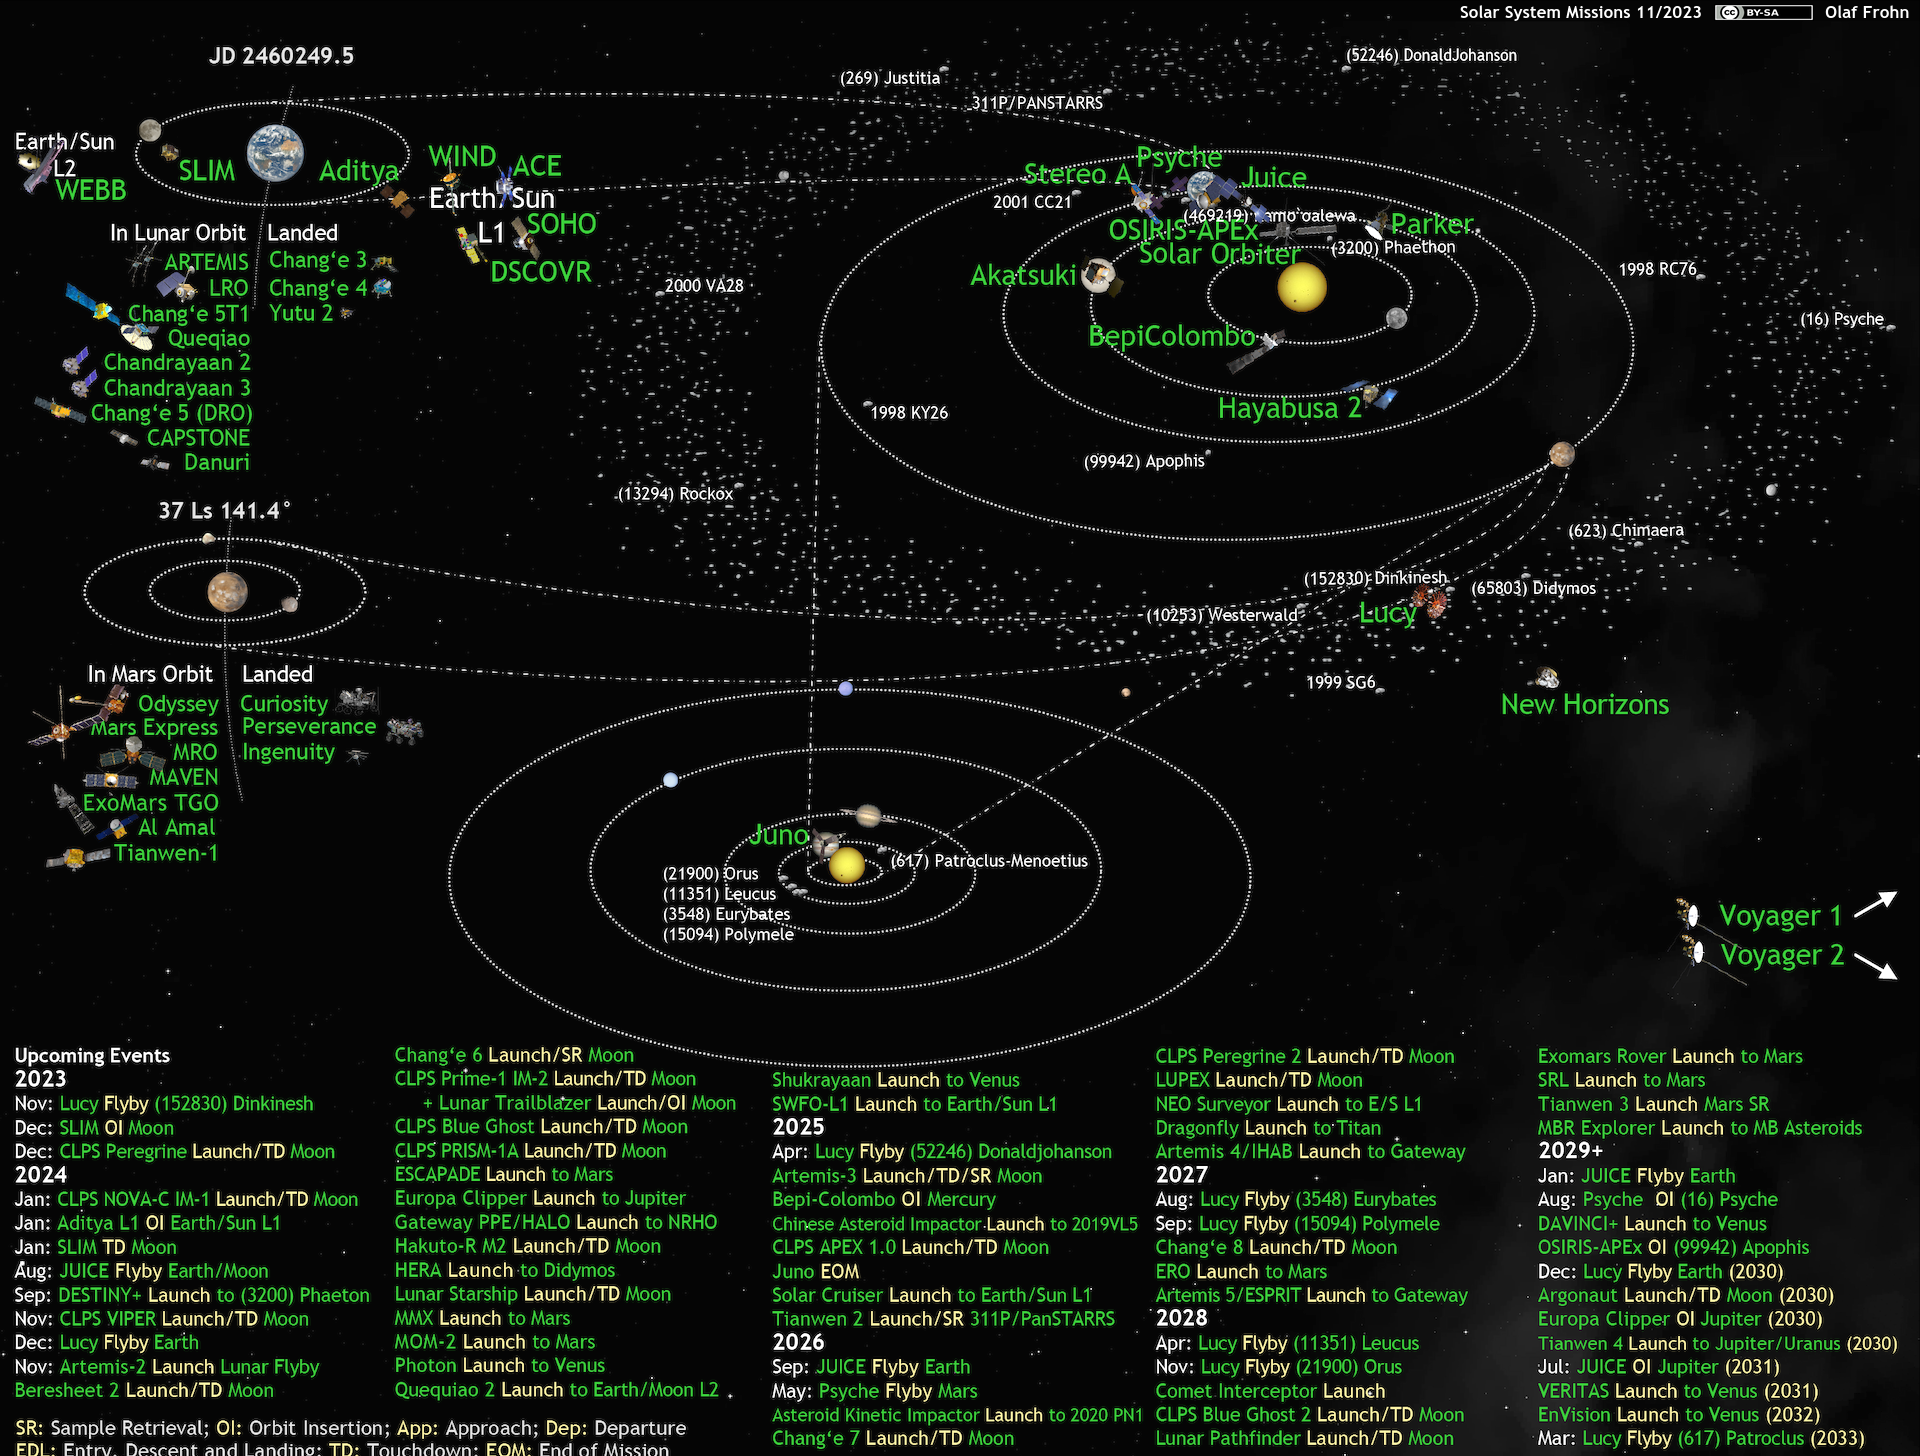 Solar System Missions 11/2023 cc BY-SA Olaf Frohn
JD 2460249.5
(52246) DonaldJohanson
(269) Justitia
311P/PANSTARRS
Earth/Sun
L2
WEBB
SLIM
Aditya
WIND
ACE
Earth/Sun
L1
SOHO
DSCOVR
Psyche
Stereo A
Juice
2001 CC21
OSIRIS-APEx
Parker
Solar Orbiter
(3200) Phaethon
Akatsuki
BepiColombo
Hayabusa 2
1998 RC76
(16) Psyche
2000 VA28
1998 KY26
(99942) Apophis
(13294) Rockox
(623) Chimaera
(152830) Dinkinesh
(65803) Didymos
(10253) Westerwald
Lucy
1999 SG6
New Horizons
In Lunar Orbit
ARTEMIS
LRO
Chang‘e 5T1
Queqiao
Chandrayaan 2
Chandrayaan 3
Chang‘e 5 (DRO)
CAPSTONE
Danuri
Landed
Chang‘e 3
Chang‘e 4
Yutu 2
37 Ls 141.4°
In Mars Orbit
Odyssey
Mars Express
MRO
MAVEN
ExoMars TGO
Al Amal
Tianwen-1
Landed
Curiosity
Perseverance
Ingenuity
Juno
(617) Patroclus-Menoetius
(21900) Orus
(11351) Leucus
(3548) Eurybates
(15094) Polymele
Voyager 1
Voyager 2
Upcoming Events
2023
Nov: Lucy Flyby (152830) Dinkinesh
Dec: SLIM OI Moon
Dec: CLPS Peregrine Launch/TD Moon
2024
Jan: CLPS NOVA-C IM-1 Launch/TD Moon
Jan: Aditya L1 OI Earth/Sun L1
Jan: SLIM TD Moon
Aug: JUICE Flyby Earth/Moon
Sep: DESTINY+ Launch to (3200) Phaeton
Nov: CLPS VIPER Launch/TD Moon
Dec: Lucy Flyby Earth
Nov: Artemis-2 Launch Lunar Flyby
Beresheet 2 Launch/TD Moon
Chang‘e 6 Launch/SR Moon
CLPS Prime-1 IM-2 Launch/TD Moon
+ Lunar Trailblazer Launch/OI Moon
CLPS Blue Ghost Launch/TD Moon
CLPS PRISM-1A Launch/TD Moon
ESCAPADE Launch to Mars
Europa Clipper Launch to Jupiter
Gateway PPE/HALO Launch to NRHO
Hakuto-R M2 Launch/TD Moon
HERA Launch to Didymos
Lunar Starship Launch/TD Moon
MMX Launch to Mars
MOM-2 Launch to Mars
Photon Launch to Venus
Quequiao 2 Launch to Earth/Moon L2
Shukrayaan Launch to Venus
SWFO-L1 Launch to Earth/Sun L1
2025
Apr: Lucy Flyby (52246) Donaldjohanson
Artemis-3 Launch/TD/SR Moon
Bepi-Colombo OI Mercury
Chinese Asteroid Impactor Launch to 2019VL5
CLPS APEX 1.0 Launch/TD Moon
Juno EOM
Solar Cruiser Launch to Earth/Sun L1
Tianwen 2 Launch/SR 311P/PanSTARRS
2026
Sep: JUICE Flyby Earth
May: Psyche Flyby Mars
Asteroid Kinetic Impactor Launch to 2020 PN1
Chang‘e 7 Launch/TD Moon
CLPS Peregrine 2 Launch/TD Moon
LUPEX Launch/TD Moon
NEO Surveyor Launch to E/S L1
Dragonfly Launch to Titan
Artemis 4/IHAB Launch to Gateway
2027
Aug: Lucy Flyby (3548) Eurybates
Sep: Lucy Flyby (15094) Polymele
Chang‘e 8 Launch/TD Moon
ERO Launch to Mars
Artemis 5/ESPRIT Launch to Gateway
2028
Apr: Lucy Flyby (11351) Leucus
Nov: Lucy Flyby (21900) Orus
Comet Interceptor Launch
CLPS Blue Ghost 2 Launch/TD Moon
Lunar Pathfinder Launch/TD Moon
Exomars Rover Launch to Mars
SRL Launch to Mars
Tianwen 3 Launch Mars SR
MBR Explorer Launch to MB Asteroids
2029+
Jan: JUICE Flyby Earth
Aug: Psyche OI (16) Psyche
DAVINCI+ Launch to Venus
OSIRIS-APEx OI (99942) Apophis
Dec: Lucy Flyby Earth (2030)
Argonaut Launch/TD Moon (2030)
Europa Clipper OI Jupiter (2030)
Tianwen 4 Launch to Jupiter/Uranus (2030)
Jul: JUICE OI Jupiter (2031)
VERITAS Launch to Venus (2031)
EnVision Launch to Venus (2032)
Mar: Lucy Flyby (617) Patroclus (2033)
SR: Sample Retrieval; OI: Orbit Insertion; App: Approach; Dep: Departure
EDL: Entry, Descent and Landing; TD: Touchdown; EOM: End of Mission